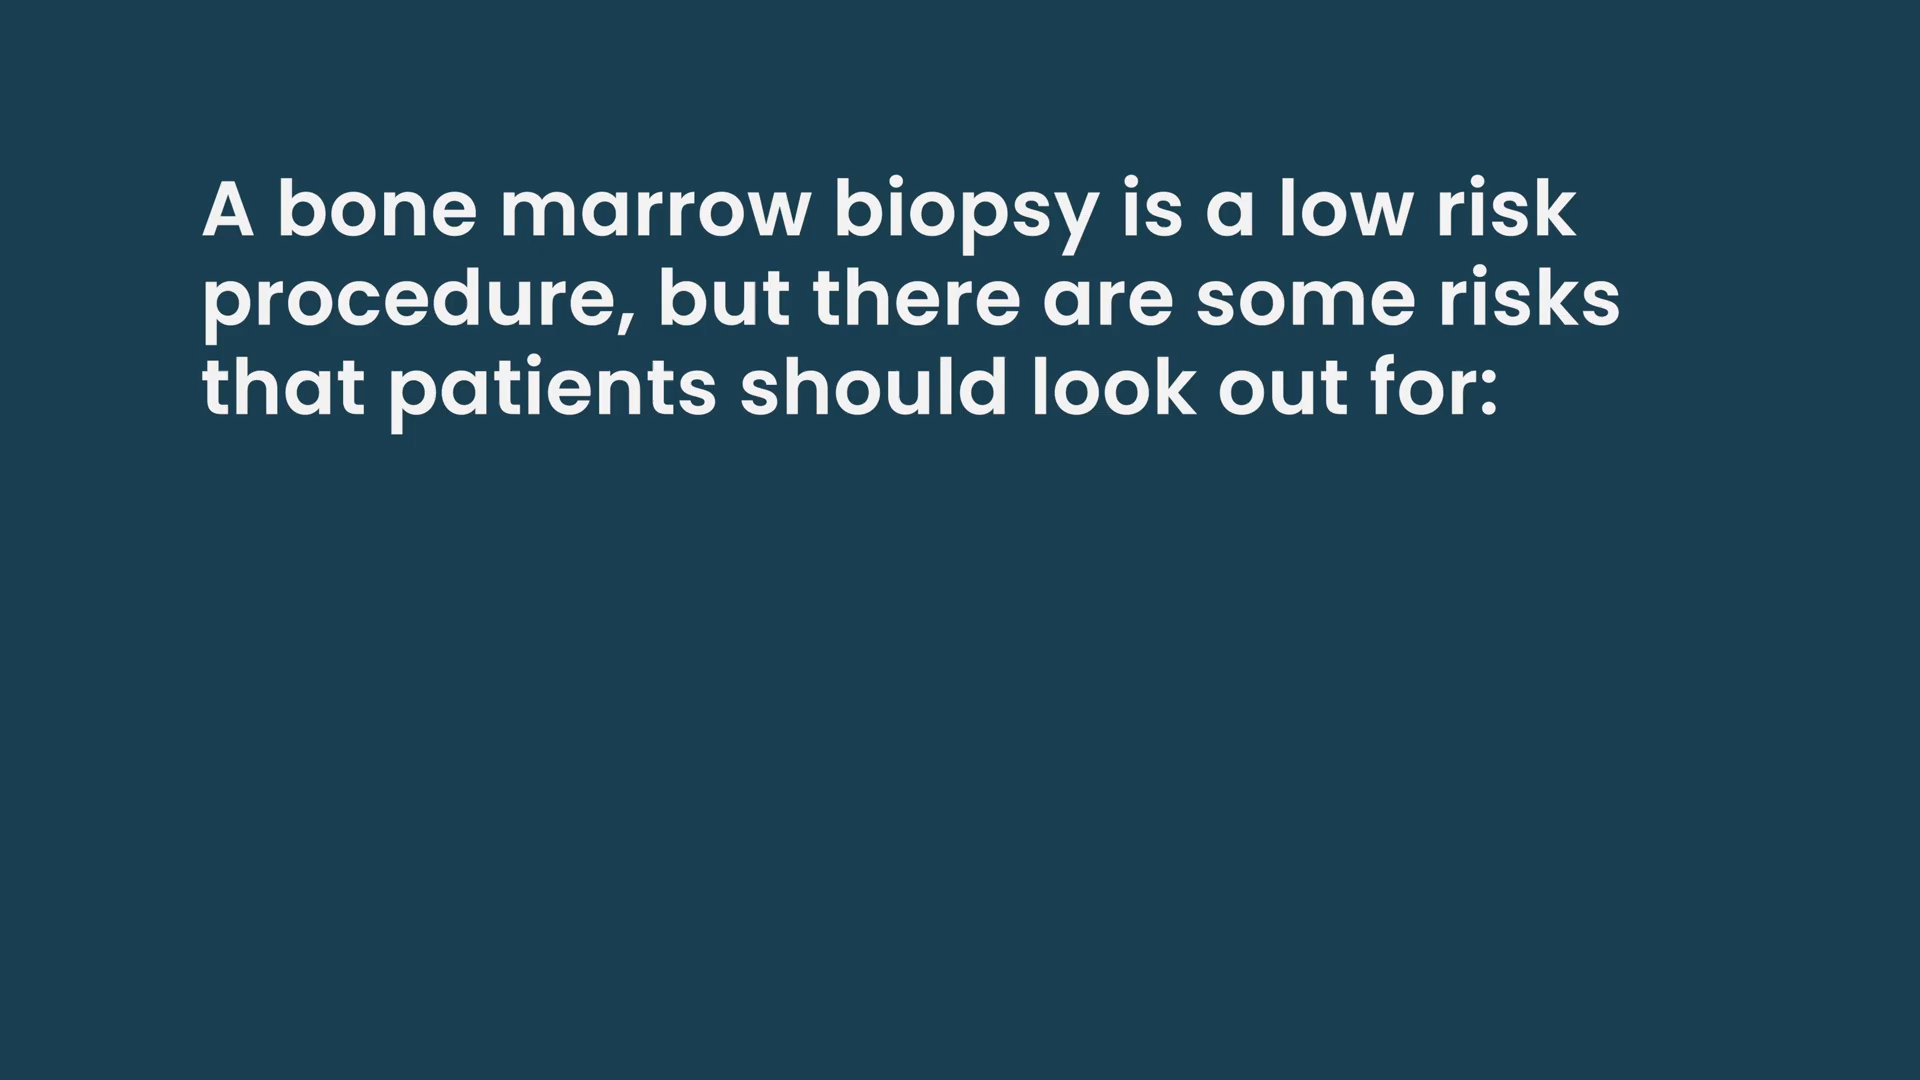 A bone marrow biopsy is a low risk
procedure, but there are some risks
that patients should look out for: